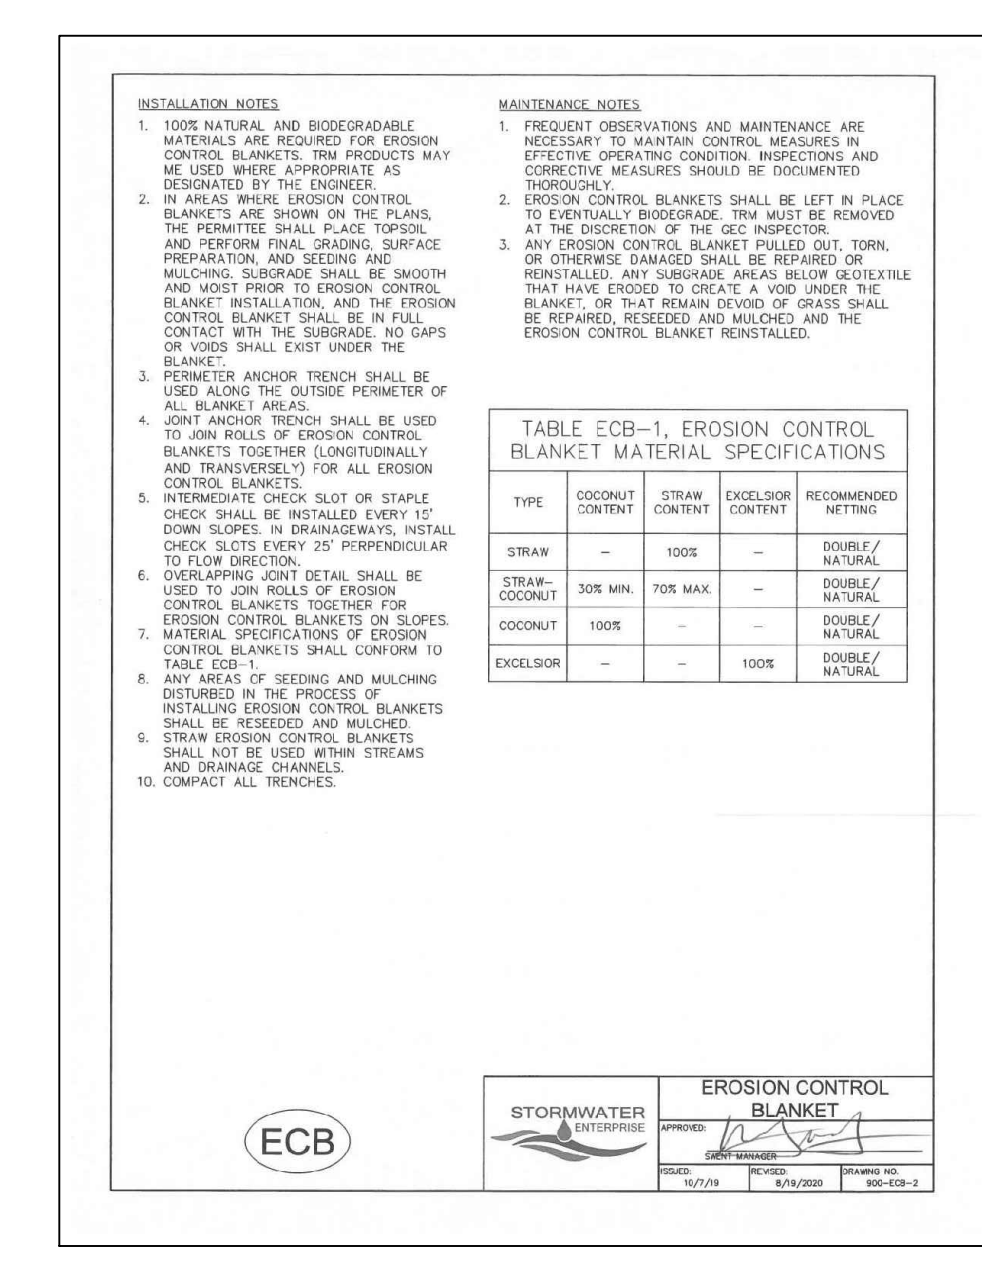 INSTALLATION NOTES
1. 100% NATURAL AND BIODEGRADABLE
MATERIALS ARE REQUIRED FOR EROSION
CONTROL BLANKETS. TRM PRODUCTS MAY
ME USED WHERE APPROPRIATE AS
DESIGNATED BY THE ENGINEER.
2. IN AREAS WHERE EROSION CONTROL
BLANKETS ARE SHOWN ON THE PLANS,
THE PERMITTEE SHALL PLACE TOPSOIL
AND PERFORM FINAL GRADING, SURFACE
PREPARATION, AND SEEDING AND
MULCHING. SUBGRADE SHALL BE SMOOTH
AND MOIST PRIOR TO EROSION CONTROL
BLANKET INSTALLATION, AND THE EROSION
CONTROL BLANKET SHALL BE IN FULL
CONTACT WITH THE SUBGRADE. NO GAPS
OR VOIDS SHALL EXIST UNDER THE
BLANKET.
3. PERIMETER ANCHOR TRENCH SHALL BE
USED ALONG THE OUTSIDE PERIMETER OF
ALL BLANKET AREAS.
4. JOINT ANCHOR TRENCH SHALL BE USED
TO JOIN ROLLS OF EROSION CONTROL
BLANKETS TOGETHER (LONGITUDINALLY
AND TRANSVERSELY) FOR ALL EROSION
CONTROL BLANKETS.
5. INTERMEDIATE CHECK SLOT OR STAPLE
CHECK SHALL BE INSTALLED EVERY 15'
DOWN SLOPES. IN DRAINAGEWAYS, INSTALL
CHECK SLOTS EVERY 25' PERPENDICULAR
TO FLOW DIRECTION.
6. OVERLAPPING JOINT DETAIL SHALL BE
USED TO JOIN ROLLS OF EROSION
CONTROL BLANKETS TOGETHER FOR
EROSION CONTROL BLANKETS ON SLOPES.
7. MATERIAL SPECIFICATIONS OF EROSION
CONTROL BLANKETS SHALL CONFORM TO
TABLE ECB-1.
8. ANY AREAS OF SEEDING AND MULCHING
DISTURBED IN THE PROCESS OF
INSTALLING EROSION CONTROL BLANKETS
SHALL BE RESEEDED AND MULCHED.
9. STRAW EROSION CONTROL BLANKETS
SHALL NOT BE USED WITHIN STREAMS
AND DRAINAGE CHANNELS.
10. COMPACT ALL TRENCHES.
MAINTENANCE NOTES
1. FREQUENT OBSERVATIONS AND MAINTENANCE ARE
NECESSARY TO MAINTAIN CONTROL MEASURES IN
EFFECTIVE OPERATING CONDITION. INSPECTIONS AND
CORRECTIVE MEASURES SHOULD BE DOCUMENTED
THOROUGHLY.
2. EROSION CONTROL BLANKETS SHALL BE LEFT IN PLACE
TO EVENTUALLY BIODEGRADE. TRM MUST BE REMOVED
AT THE DISCRETION OF THE GEC INSPECTOR.
3. ANY EROSION CONTROL BLANKET PULLED OUT, TORN,
OR OTHERWISE DAMAGED SHALL BE REPAIRED OR
REINSTALLED. ANY SUBGRADE AREAS BELOW GEOTEXTILE
THAT HAVE ERODED TO CREATE A VOID UNDER THE
BLANKET, OR THAT REMAIN DEVOID OF GRASS SHALL
BE REPAIRED, RESEEDED AND MULCHED AND THE
EROSION CONTROL BLANKET REINSTALLED.
TABLE ECB-1, EROSION CONTROL
BLANKET MATERIAL SPECIFICATIONS
TYPE COCONUT CONTENT STRAW CONTENT EXCELSIOR CONTENT RECOMMENDED NETTING
STRAW – 100% – DOUBLE/ NATURAL
STRAW-COCONUT 30% MIN. 70% MAX. – DOUBLE/ NATURAL
COCONUT 100% – – DOUBLE/ NATURAL
EXCELSIOR – – 100% DOUBLE/ NATURAL
ECB
STORMWATER
ENTERPRISE
EROSION CONTROL
BLANKET
APPROVED:
SWENT MANAGER
ISSUED: REVISED: DRAWING NO.
10/7/19 8/19/2020 900-ECB-2